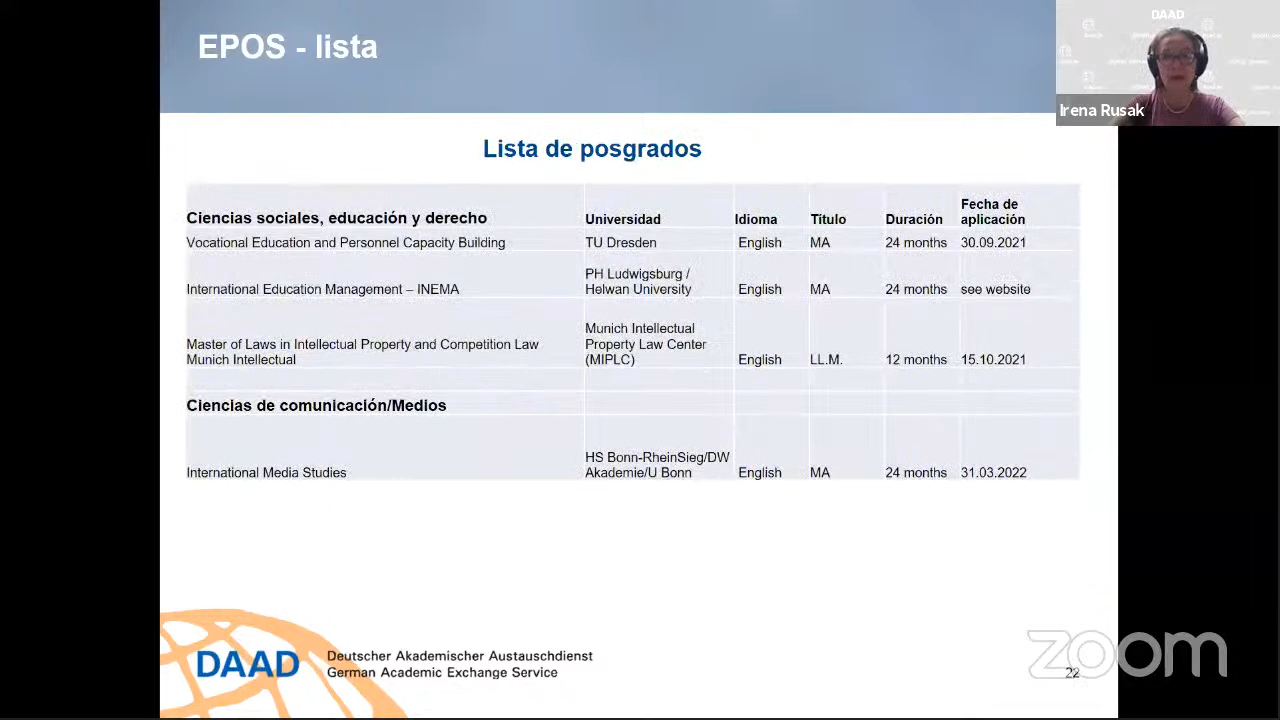 EPOS - lista
DAAD
Irena Rusak
Lista de posgrados
Ciencias sociales, educación y derecho Universidad Idioma Título Duración Fecha de aplicación
Vocational Education and Personnel Capacity Building TU Dresden English MA 24 months 30.09.2021
International Education Management – INEMA PH Ludwigsburg / Helwan University English MA 24 months see website
Master of Laws in Intellectual Property and Competition Law Munich Intellectual Munich Intellectual Property Law Center (MIPLC) English LL.M. 12 months 15.10.2021
Ciencias de comunicación/Medios
International Media Studies HS Bonn-RheinSieg/DW Akademie/U Bonn English MA 24 months 31.03.2022
DAAD
Deutscher Akademischer Austauschdienst
German Academic Exchange Service
zoom
22